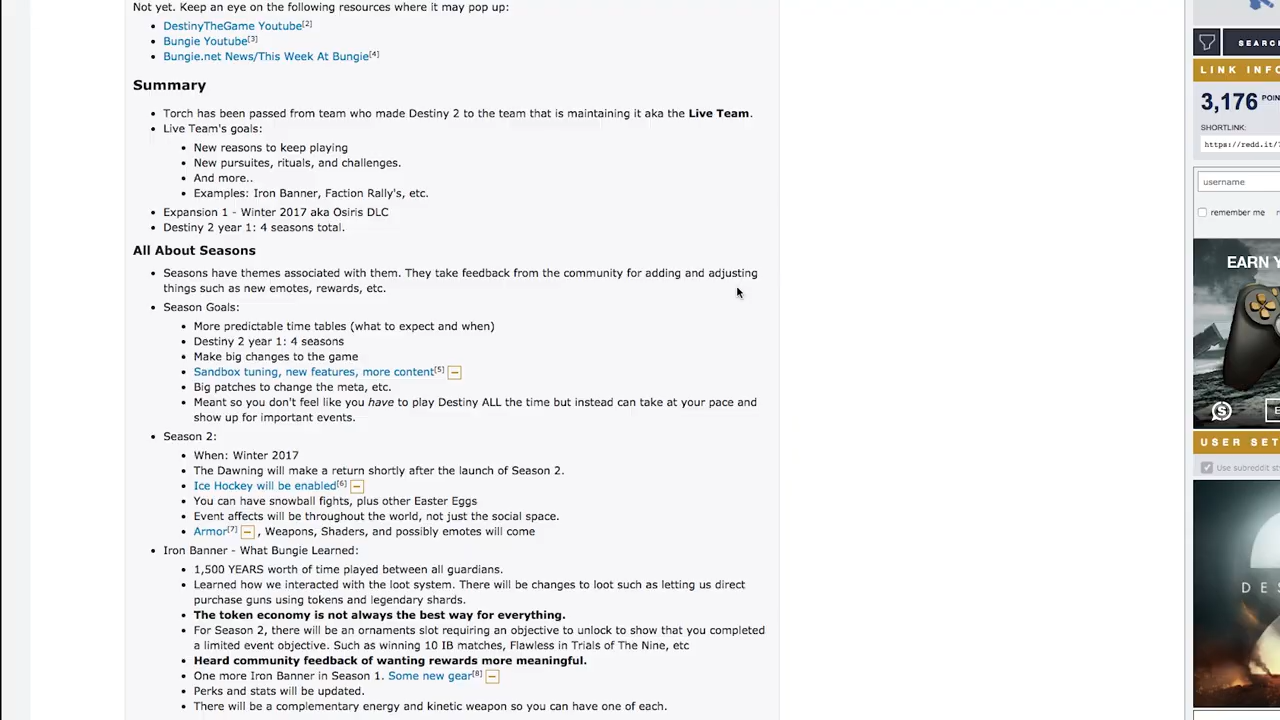 Not yet. Keep an eye on the following resources where it may pop up:
DestinyTheGame Youtube[2]
Bungie Youtube[3]
Bungie.net News/This Week At Bungie[4]
Summary
Torch has been passed from team who made Destiny 2 to the team that is maintaining it aka the Live Team.
Live Team's goals:
New reasons to keep playing
New pursuites, rituals, and challenges.
And more..
Examples: Iron Banner, Faction Rally's, etc.
Expansion 1 - Winter 2017 aka Osiris DLC
Destiny 2 year 1: 4 seasons total.
All About Seasons
Seasons have themes associated with them. They take feedback from the community for adding and adjusting
things such as new emotes, rewards, etc.
Season Goals:
More predictable time tables (what to expect and when)
Destiny 2 year 1: 4 seasons
Make big changes to the game
Sandbox tuning, new features, more content[5]
Big patches to change the meta, etc.
Meant so you don't feel like you have to play Destiny ALL the time but instead can take at your pace and
show up for important events.
Season 2:
When: Winter 2017
The Dawning will make a return shortly after the launch of Season 2.
Ice Hockey will be enabled[6]
You can have snowball fights, plus other Easter Eggs
Event affects will be throughout the world, not just the social space.
Armor[7] , Weapons, Shaders, and possibly emotes will come
Iron Banner - What Bungie Learned:
1,500 YEARS worth of time played between all guardians.
Learned how we interacted with the loot system. There will be changes to loot such as letting us direct
purchase guns using tokens and legendary shards.
The token economy is not always the best way for everything.
For Season 2, there will be an ornaments slot requiring an objective to unlock to show that you completed
a limited event objective. Such as winning 10 IB matches, Flawless in Trials of The Nine, etc
Heard community feedback of wanting rewards more meaningful.
One more Iron Banner in Season 1. Some new gear[8]
Perks and stats will be updated.
There will be a complementary energy and kinetic weapon so you can have one of each.
SEARC
LINK INFO
3,176 POIN
SHORTLINK:
https://redd.it/7
username
remember me
EARN Y
USER SET
Use subreddit st
DES